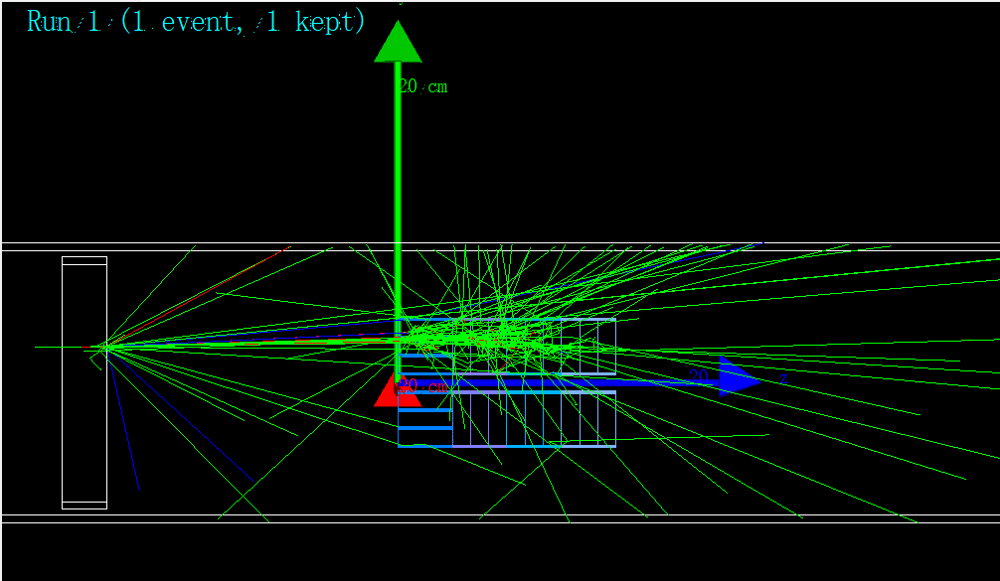 Run 1 (1 event, 1 kept)
y
20 cm
20
z
20 cm